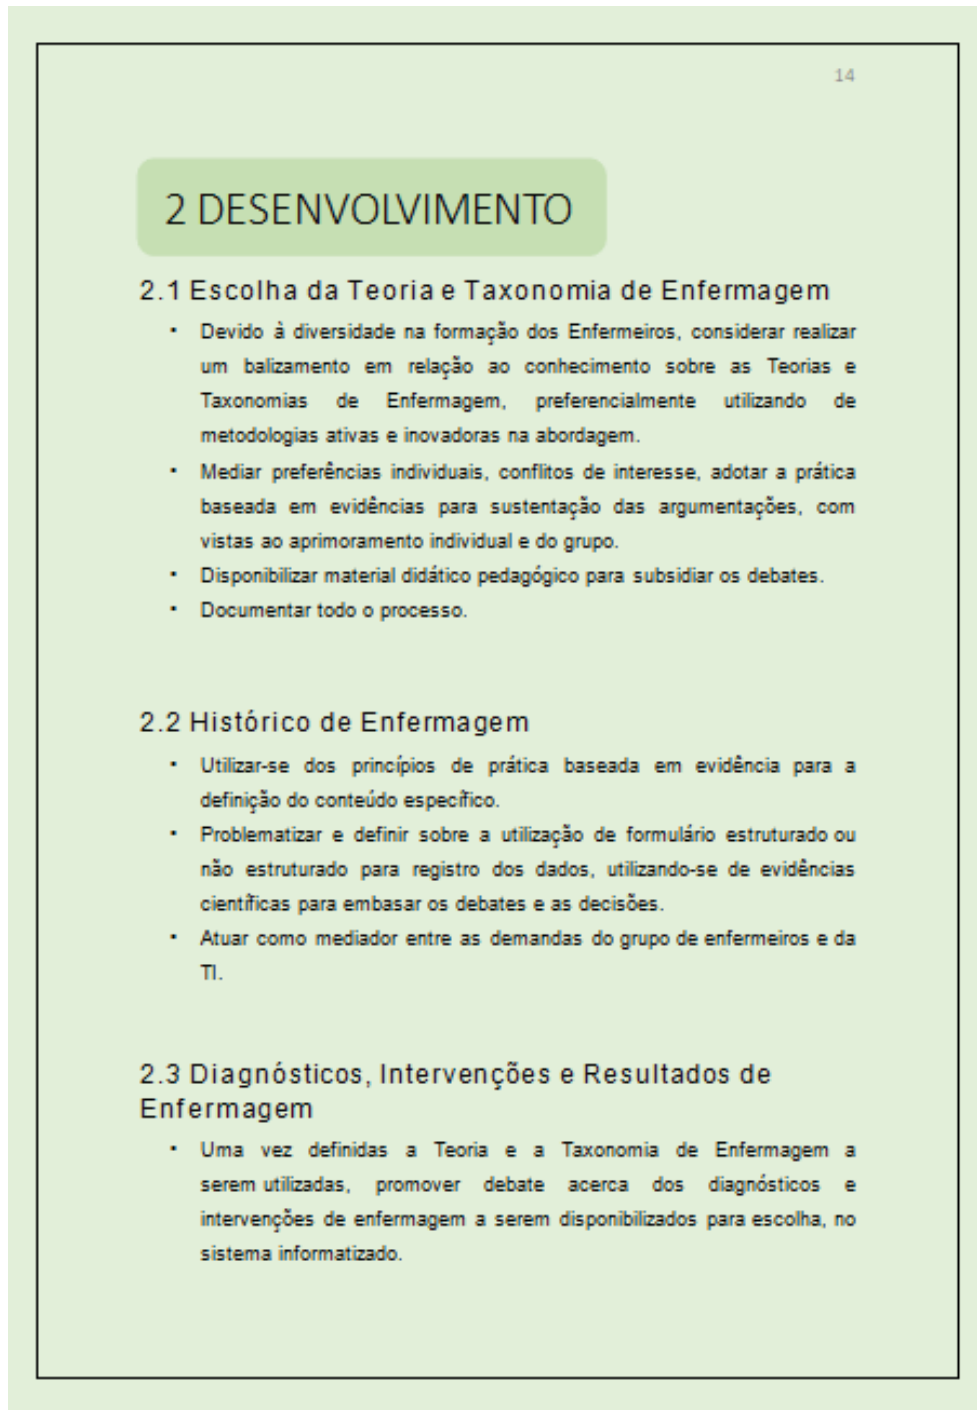 14
2 DESENVOLVIMENTO
2.1 Escolha da Teoria e Taxonomia de Enfermagem
▪ Devido à diversidade na formação dos Enfermeiros, considerar realizar
um balizamento em relação ao conhecimento sobre as Teorias e
Taxonomias de Enfermagem, preferencialmente utilizando de
metodologias ativas e inovadoras na abordagem.
▪ Mediar preferências individuais, conflitos de interesse, adotar a prática
baseada em evidências para sustentação das argumentações, com
vistas ao aprimoramento individual e do grupo.
▪ Disponibilizar material didático pedagógico para subsidiar os debates.
▪ Documentar todo o processo.
2.2 Histórico de Enfermagem
▪ Utilizar-se dos princípios de prática baseada em evidência para a
definição do conteúdo específico.
▪ Problematizar e definir sobre a utilização de formulário estruturado ou
não estruturado para registro dos dados, utilizando-se de evidências
científicas para embasar os debates e as decisões.
▪ Atuar como mediador entre as demandas do grupo de enfermeiros e da
TI.
2.3 Diagnósticos, Intervenções e Resultados de
Enfermagem
▪ Uma vez definidas a Teoria e a Taxonomia de Enfermagem a
serem utilizadas, promover debate acerca dos diagnósticos e
intervenções de enfermagem a serem disponibilizados para escolha, no
sistema informatizado.